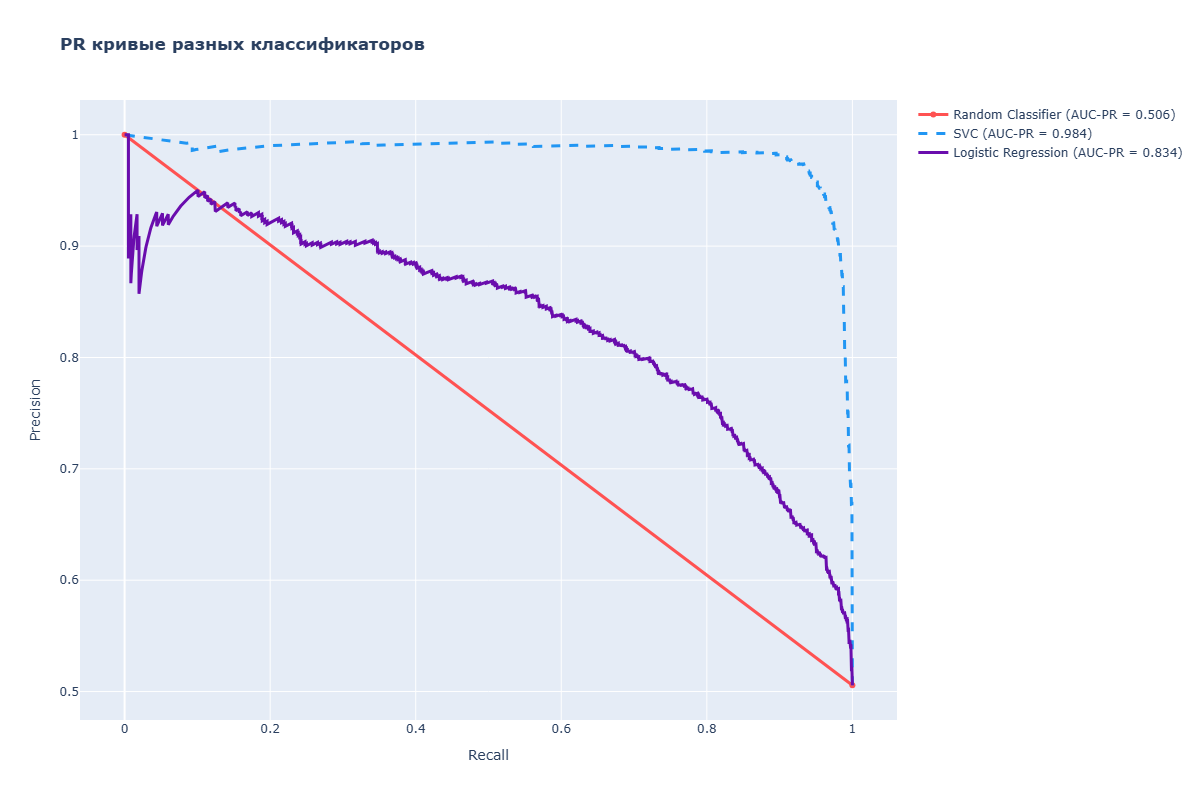 PR кривые разных классификаторов
Random Classifier (AUC-PR = 0.506)
SVC (AUC-PR = 0.984)
Logistic Regression (AUC-PR = 0.834)
1
0.9
0.8
0.7
0.6
0.5
Precision
0 0.2 0.4 0.6 0.8 1
Recall